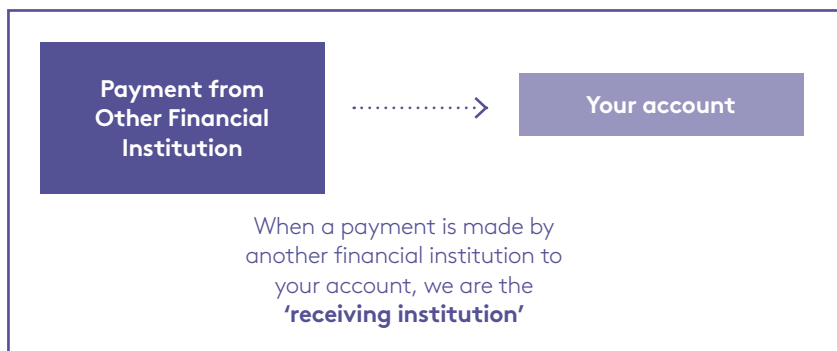 Payment from
Other Financial
Institution
Your account
When a payment is made by
another financial institution to
your account, we are the
‘receiving institution’